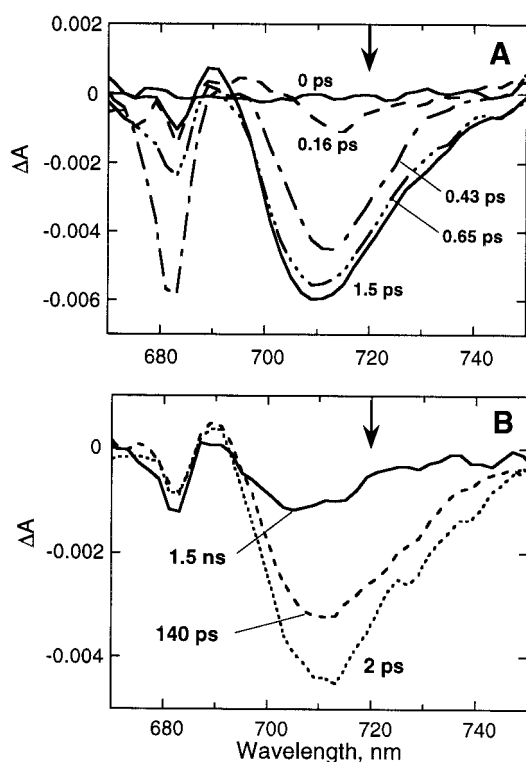 0.002
A
0 ps
0
0.16 ps
-0.002
ΔA
0.43 ps
-0.004
0.65 ps
1.5 ps
-0.006
680
700
720
740
B
0
-0.002
ΔA
1.5 ns
140 ps
2 ps
-0.004
680
700
720
740
Wavelength, nm